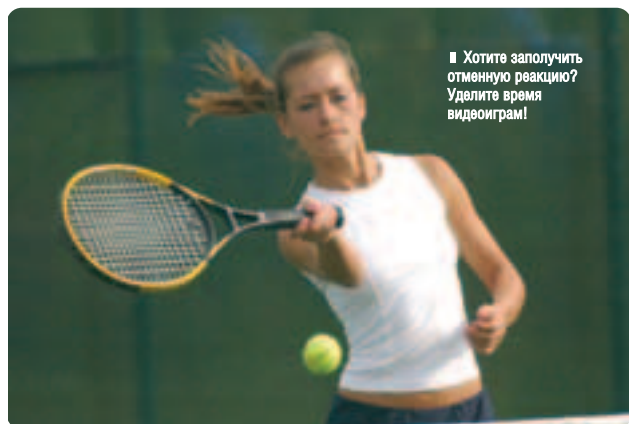 ▮ Хотите заполучить
отменную реакцию?
Уделите время
видеоиграм!